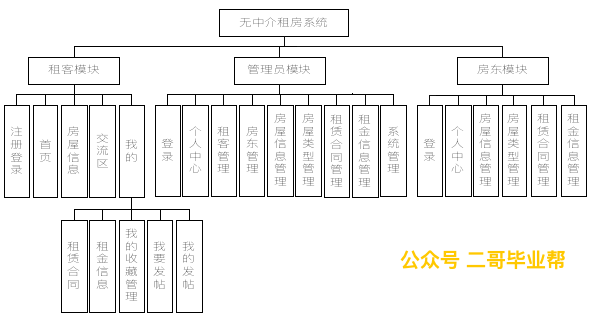 无中介租房系统
租客模块
管理员模块
房东模块
注册登录
首页
房屋信息
交流区
我的
登录
个人中心
租客管理
房东管理
房屋信息管理
房屋类型管理
租赁合同管理
租金信息管理
系统管理
登录
个人中心
房屋信息管理
房屋类型管理
租赁合同管理
租金信息管理
租赁合同
租金信息
我的收藏管理
我要发帖
我的发帖
公众号 二哥毕业帮